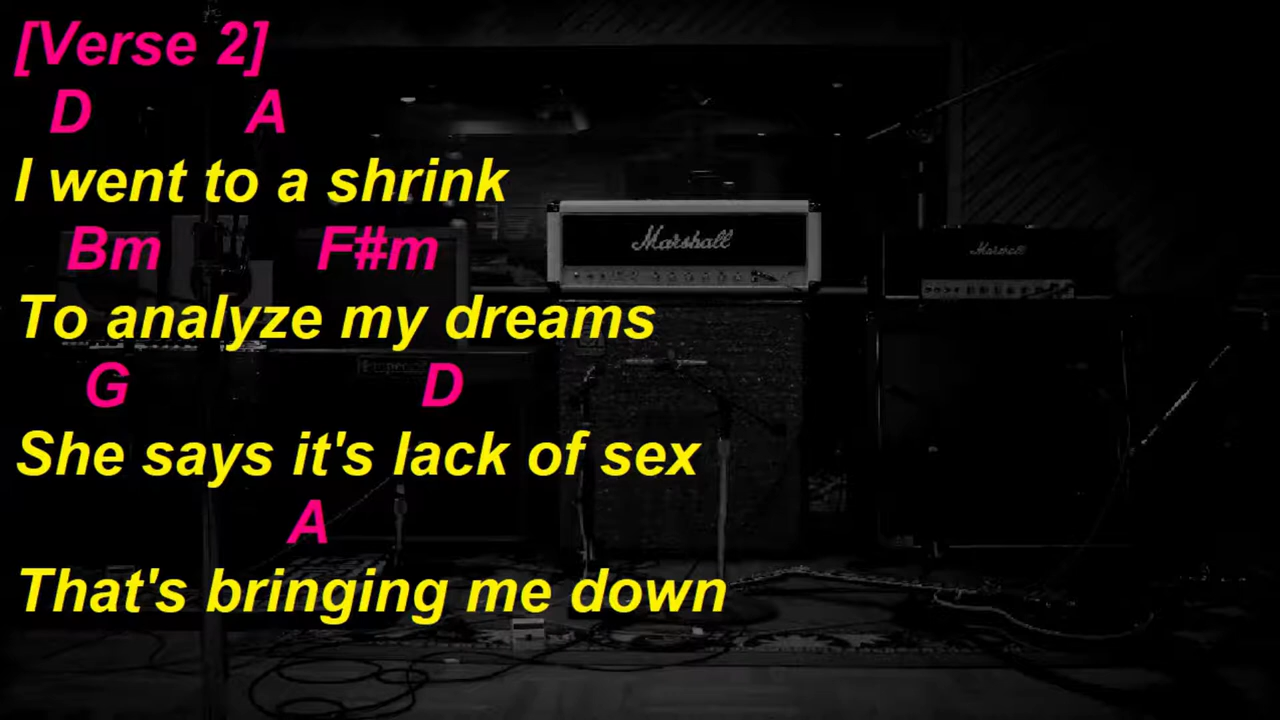 [Verse 2]
D A
I went to a shrink
Bm F#m
To analyze my dreams
G D
She says it's lack of sex
A
That's bringing me down
Marshall
Marshall